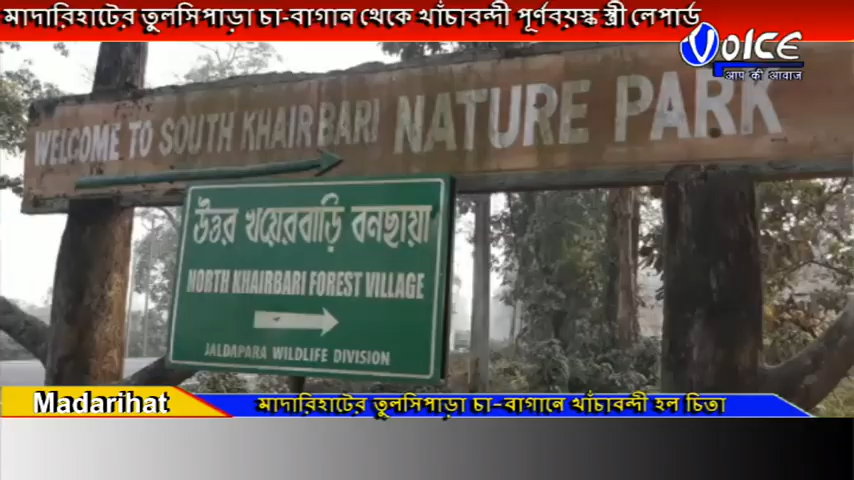 মাদারিহাটের তুলসিপাড়া চা-বাগান থেকে খাঁচাবন্দী পূর্ণবয়স্ক স্ত্রী লেপার্ড
VOICE
आप की आवाज
WELCOME TO SOUTH KHAIRBARI NATURE PARK
উত্তর খয়েরবাড়ি বনছায়া
NORTH KHAIRBARI FOREST VILLAGE
JALDAPARA WILDLIFE DIVISION
Madarihat
মাদারিহাটের তুলসিপাড়া চা-বাগানে খাঁচাবন্দী হল চিতা